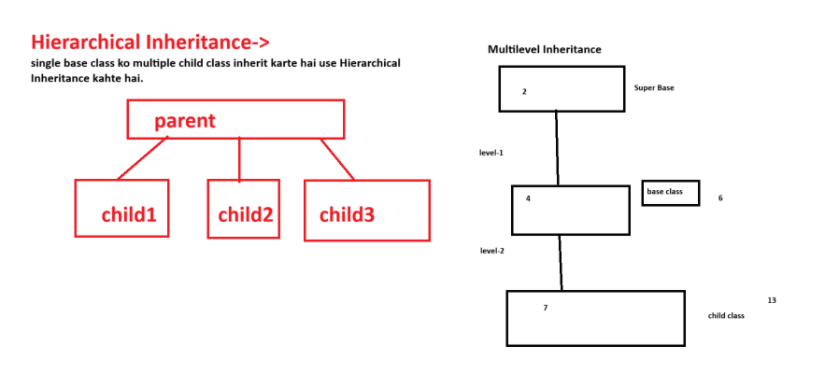 Hierarchical Inheritance->
single base class ko multiple child class inherit karte hai use Hierarchical
Inheritance kahte hai.
parent
child1
child2
child3
Multilevel Inheritance
2
Super Base
level-1
4
base class
6
level-2
7
13
child class